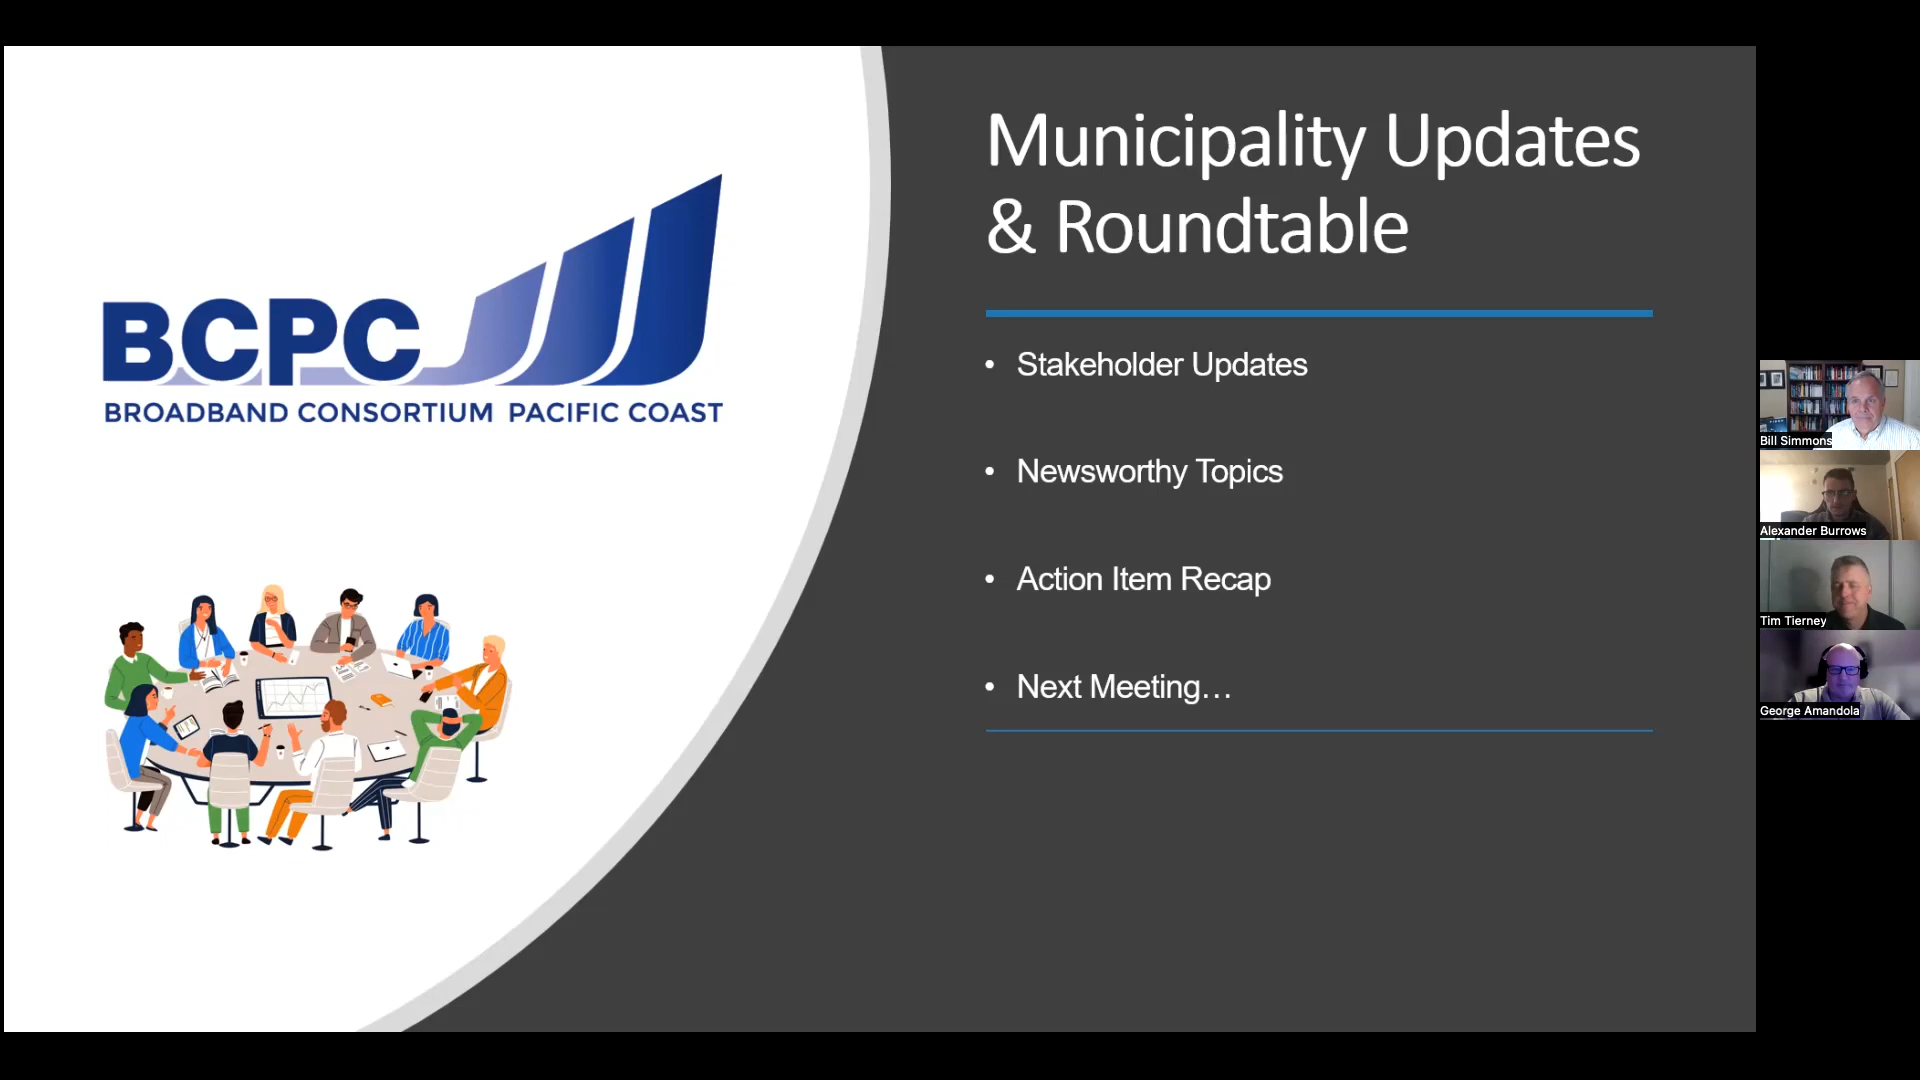 Municipality Updates
& Roundtable
BCPC
BROADBAND CONSORTIUM PACIFIC COAST
• Stakeholder Updates
• Newsworthy Topics
• Action Item Recap
• Next Meeting…
Bill Simmons
Alexander Burrows
Tim Tierney
George Amandola